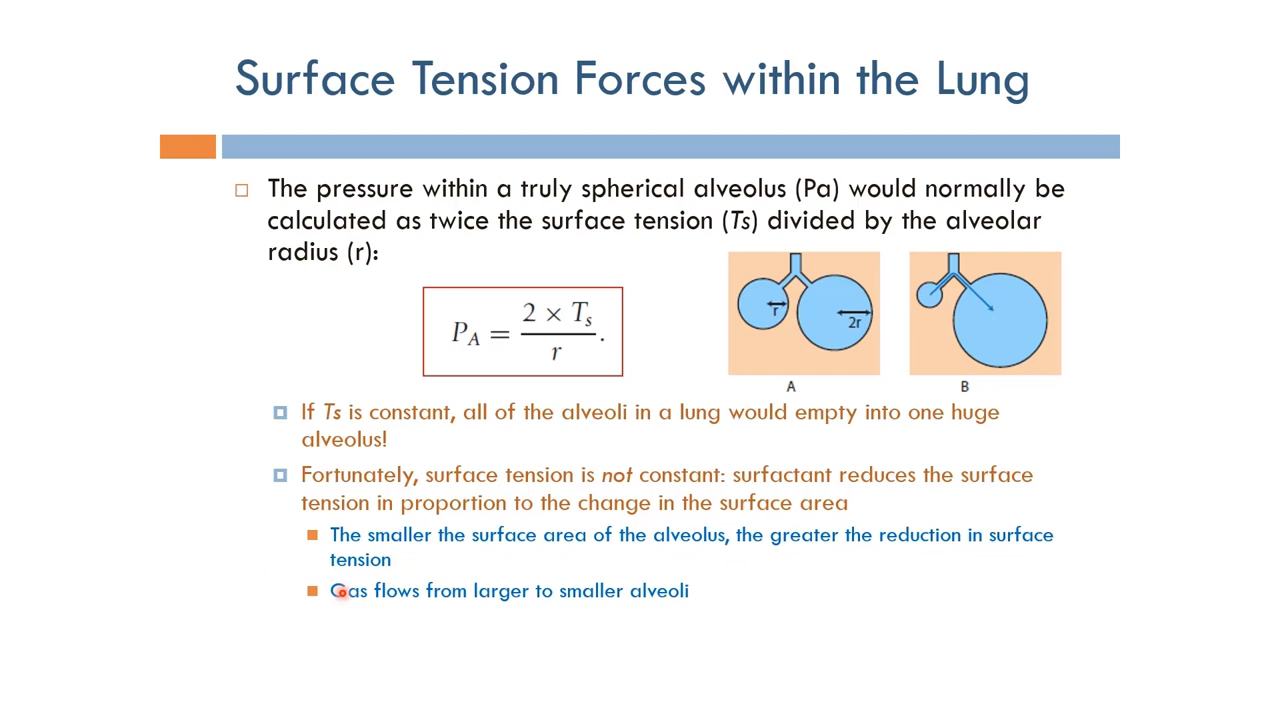 Surface Tension Forces within the Lung
The pressure within a truly spherical alveolus (Pa) would normally be
calculated as twice the surface tension (Ts) divided by the alveolar
radius (r):
P_A = 2 × T_s / r.
r
2r
A
B
If Ts is constant, all of the alveoli in a lung would empty into one huge
alveolus!
Fortunately, surface tension is not constant: surfactant reduces the surface
tension in proportion to the change in the surface area
The smaller the surface area of the alveolus, the greater the reduction in surface
tension
Gas flows from larger to smaller alveoli